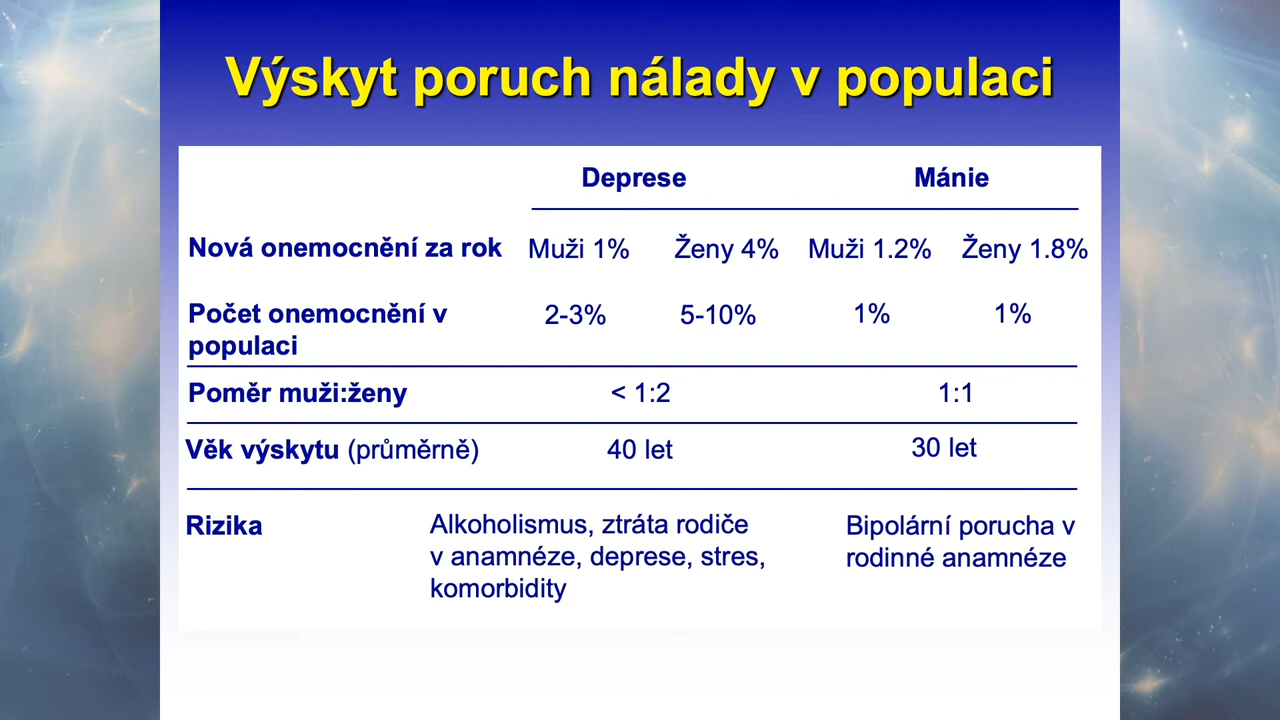 Výskyt poruch nálady v populaci
Deprese Mánie
Nová onemocnění za rok Muži 1% Ženy 4% Muži 1.2% Ženy 1.8%
Počet onemocnění v
populaci 2-3% 5-10% 1% 1%
Poměr muži:ženy < 1:2 1:1
Věk výskytu (průměrně) 40 let 30 let
Rizika Alkoholismus, ztráta rodiče Bipolární porucha v
v anamnéze, deprese, stres, rodinné anamnéze
komorbidity